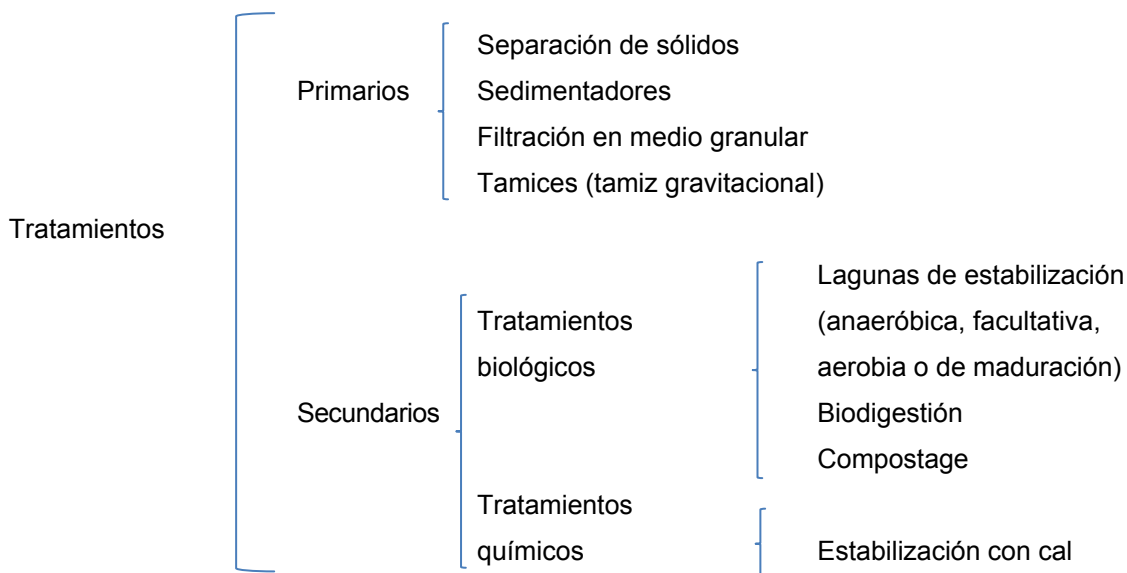 Tratamientos
Primarios
Separación de sólidos
Sedimentadores
Filtración en medio granular
Tamices (tamiz gravitacional)
Secundarios
Tratamientos
biológicos
Lagunas de estabilización
(anaeróbica, facultativa,
aerobia o de maduración)
Biodigestión
Compostage
Tratamientos
químicos
Estabilización con cal